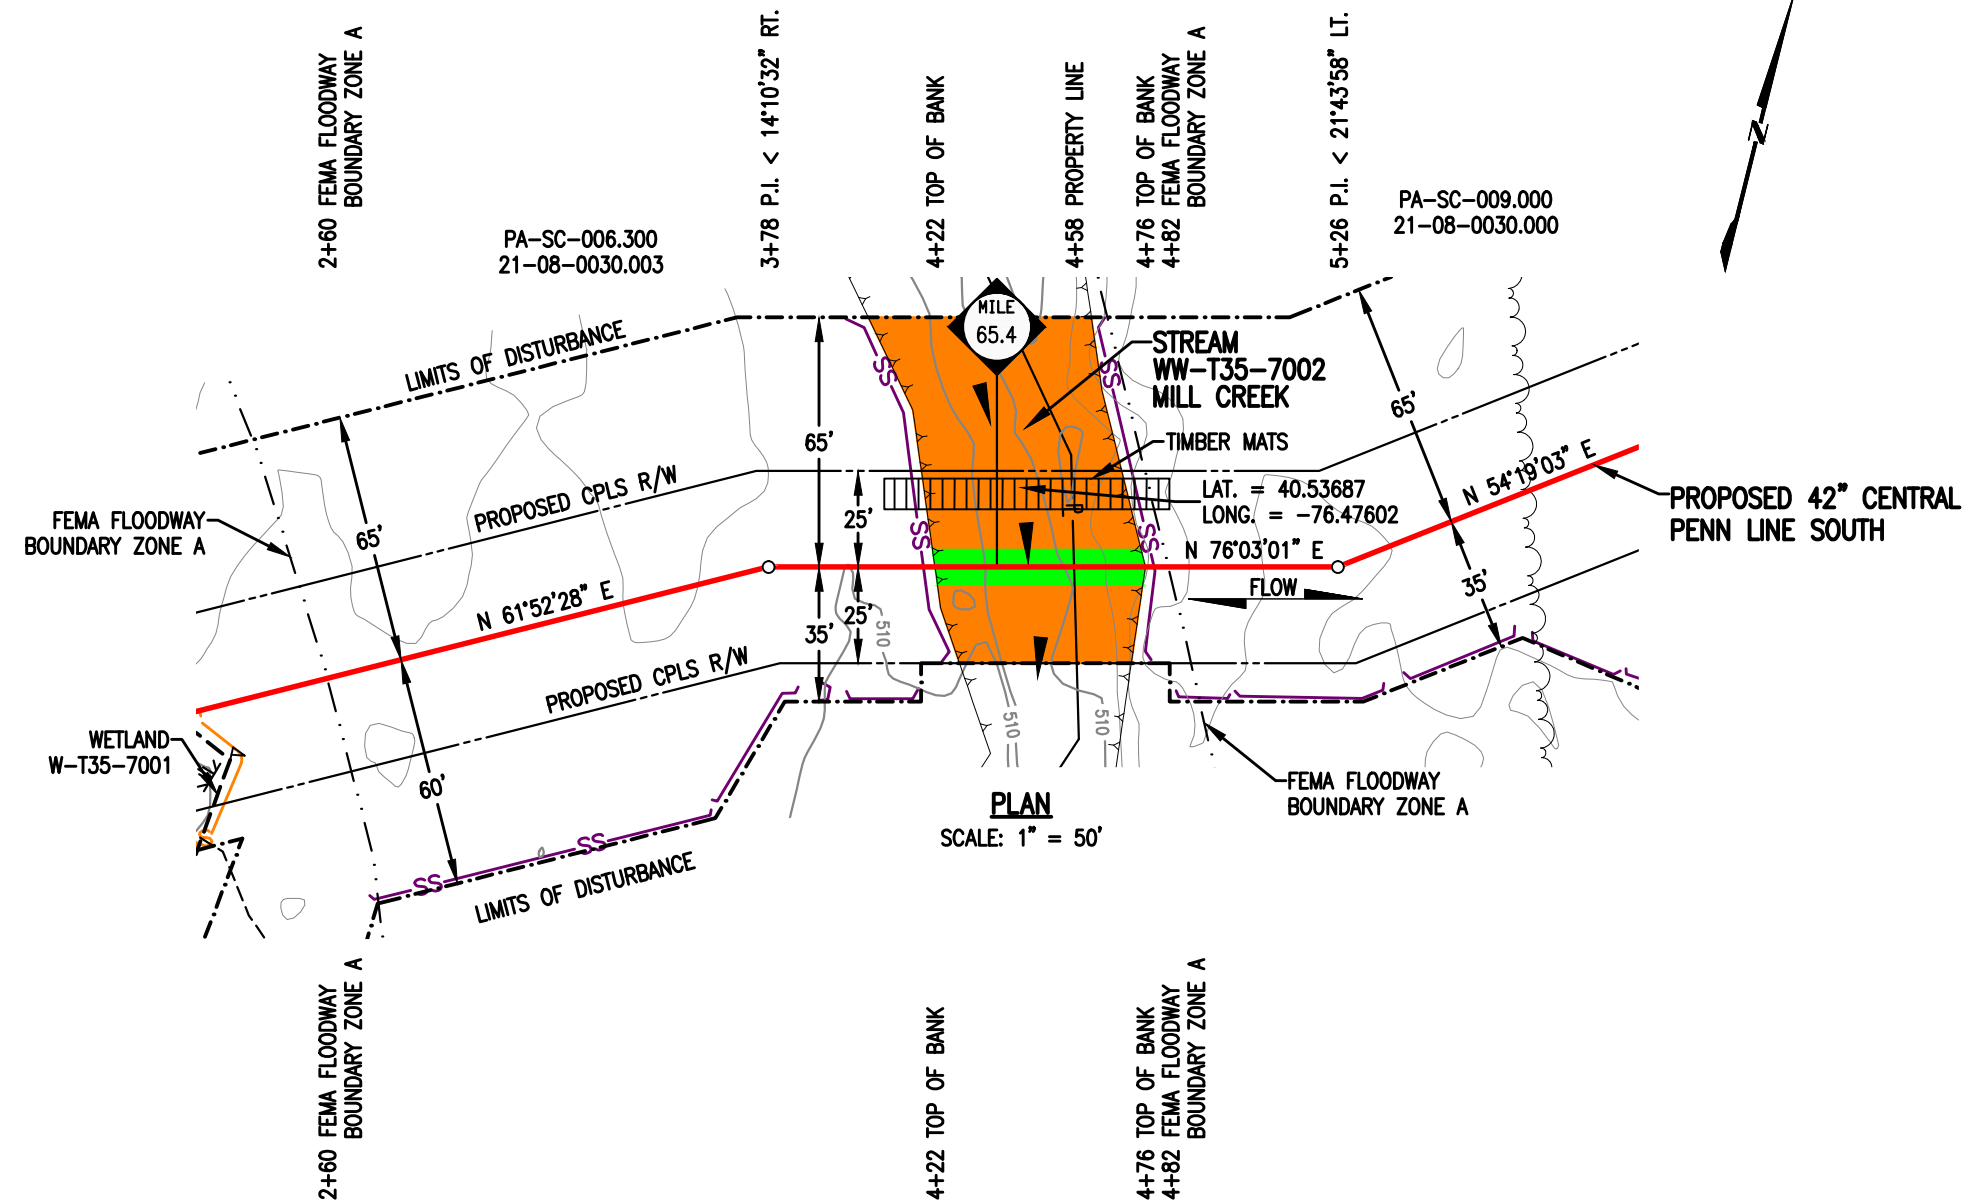 2+60 FEMA FLOODWAY
BOUNDARY ZONE A
3+78 P.I. < 14°10'32" RT.
4+22 TOP OF BANK
4+58 PROPERTY LINE
4+76 TOP OF BANK
4+82 FEMA FLOODWAY
BOUNDARY ZONE A
5+26 P.I. < 21°43'58" LT.
N
PA-SC-006.300
21-08-0030.003
PA-SC-009.000
21-08-0030.000
LIMITS OF DISTURBANCE
MILE
65.4
STREAM
WW-T35-7002
MILL CREEK
SS
SS
65'
65'
TIMBER MATS
PROPOSED CPLS R/W
LAT. = 40.53687
LONG. = -76.47602
N 54°19'03" E
PROPOSED 42" CENTRAL
PENN LINE SOUTH
FEMA FLOODWAY
BOUNDARY ZONE A
65'
25'
SS
SS
P
N 76°03'01" E
FLOW
35'
N 61°52'28" E
25'
35'
510
PROPOSED CPLS R/W
510
510
WETLAND
W-T35-7001
60'
FEMA FLOODWAY
BOUNDARY ZONE A
PLAN
SCALE: 1" = 50'
SS
SS
LIMITS OF DISTURBANCE
2+60 FEMA FLOODWAY
BOUNDARY ZONE A
4+22 TOP OF BANK
4+76 TOP OF BANK
4+82 FEMA FLOODWAY
BOUNDARY ZONE A